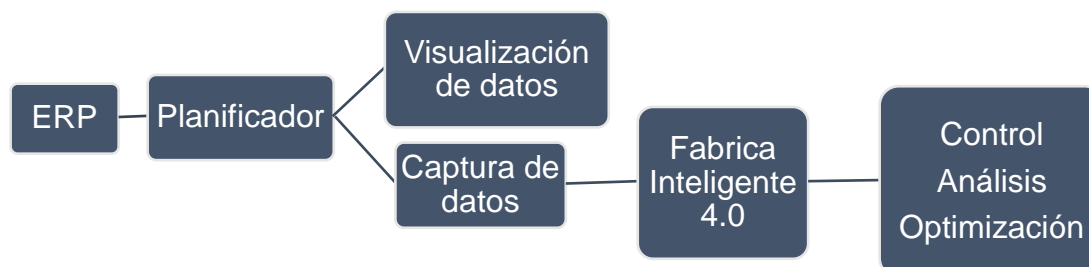 ERP
Planificador
Visualización
de datos
Captura de
datos
Fabrica
Inteligente
4.0
Control
Análisis
Optimización